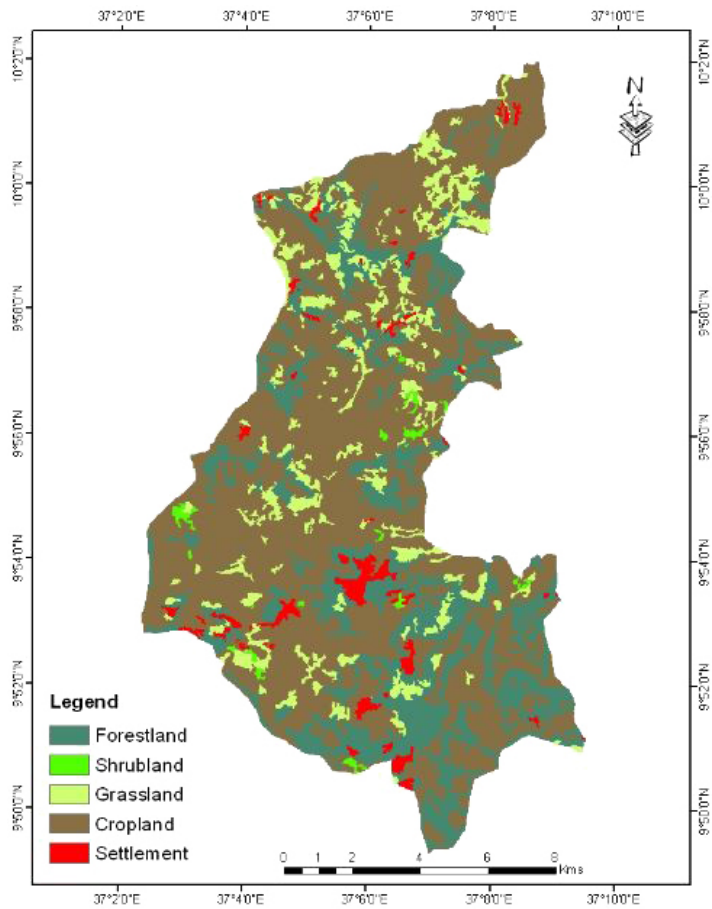 37°2'0"E 37°4'0"E 37°6'0"E 37°8'0"E 37°10'0"E
10°2'0"N 10°2'0"N
N
10°0'0"N 10°0'0"N
9°58'0"N 9°58'0"N
9°56'0"N 9°56'0"N
9°54'0"N 9°54'0"N
9°52'0"N 9°52'0"N
Legend
Forestland
Shrubland
Grassland
Cropland
Settlement
9°50'0"N 9°50'0"N
0 1 2 4 6 8
Kms
37°2'0"E 37°4'0"E 37°6'0"E 37°8'0"E 37°10'0"E